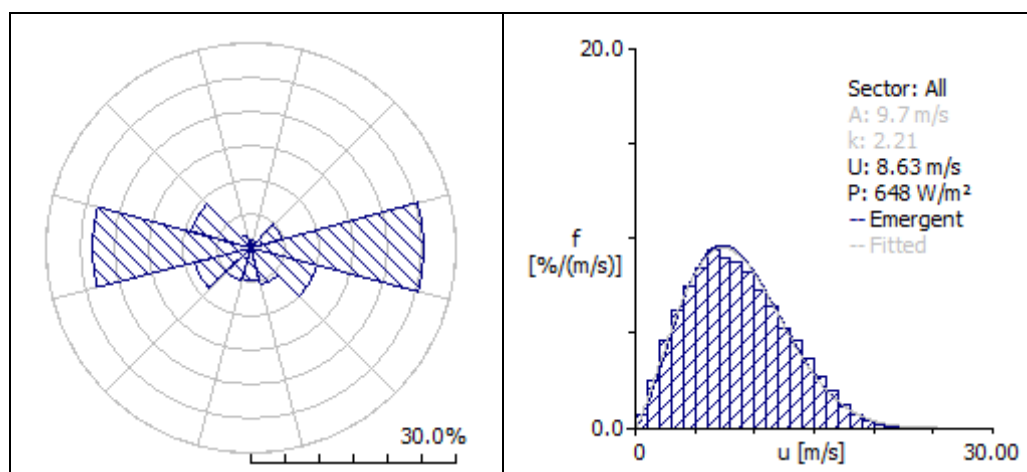 30.0%
20.0
f
[%/(m/s)]
0.0
0
u [m/s]
30.00
Sector: All
A: 9.7 m/s
k: 2.21
U: 8.63 m/s
P: 648 W/m²
-- Emergent
-- Fitted